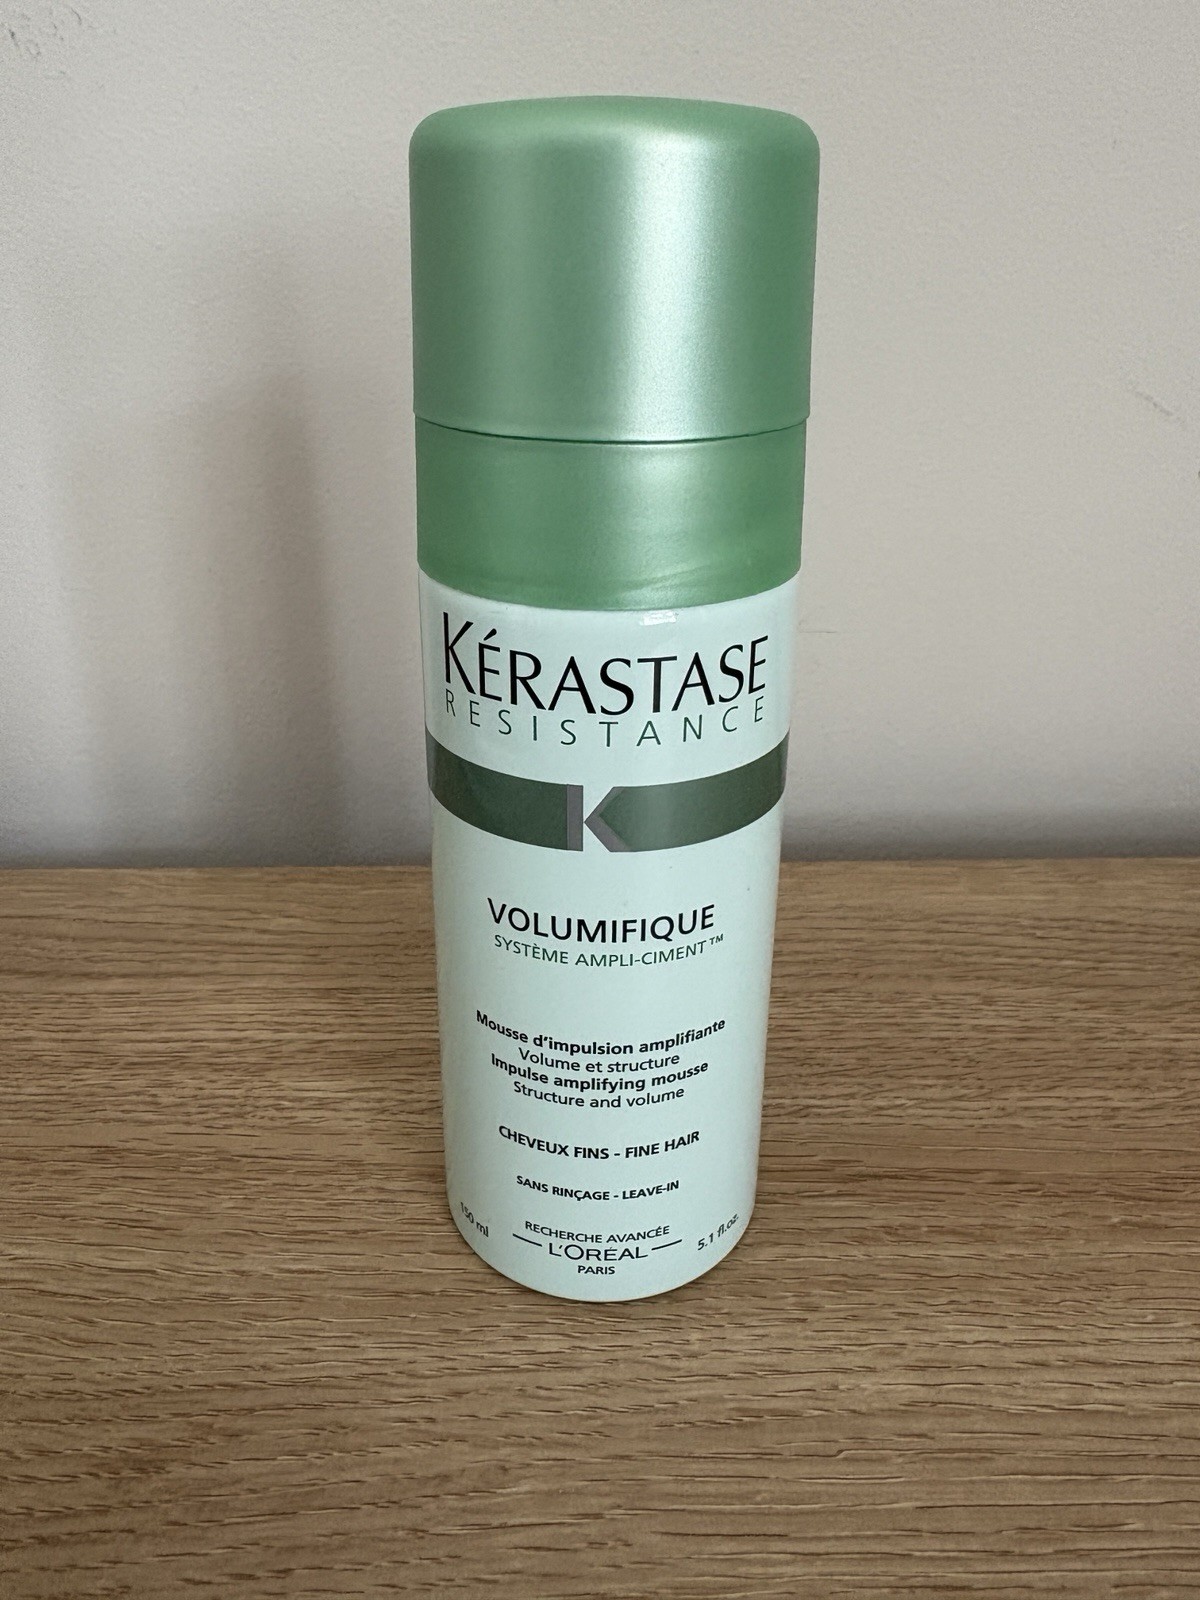 KÉRASTASE
RESISTANCE
K
VOLUMIFIQUE
SYSTÈME AMPLI-CIMENT™
Mousse d'impulsion amplifiante
Volume et structure
Impulse amplifying mousse
Structure and volume
CHEVEUX FINS - FINE HAIR
SANS RINÇAGE - LEAVE-IN
150 ml
RECHERCHE AVANCÉE
L'ORÉAL
PARIS
5.1 fl.oz.